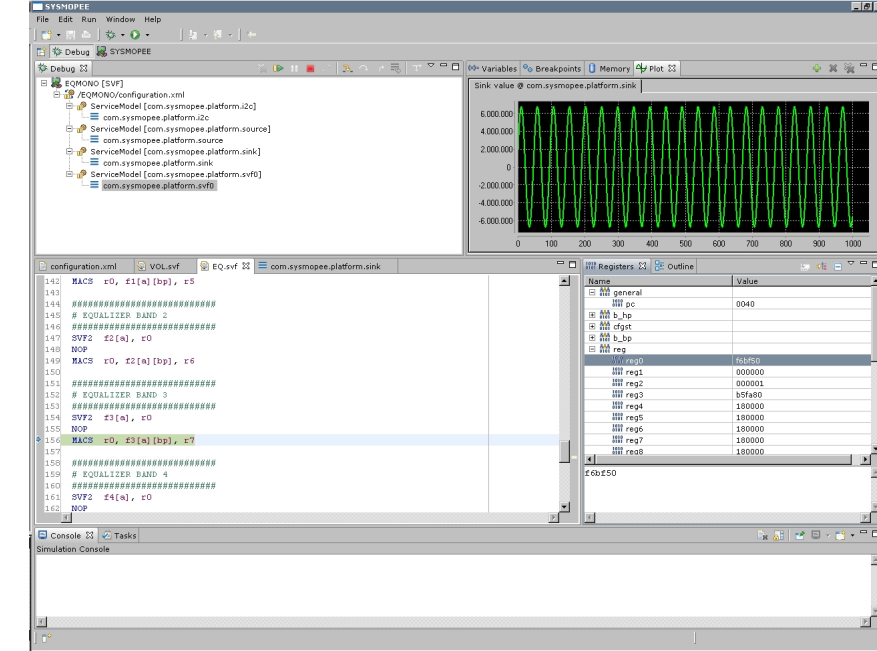 SYSMOPEE
File Edit Run Window Help
Debug SYSMOPEE
Debug
EQMONO [SVF]
/EQMONO/configuration.xml
ServiceModel [com.sysmopee.platform.i2c]
com.sysmopee.platform.i2c
ServiceModel [com.sysmopee.platform.source]
com.sysmopee.platform.source
ServiceModel [com.sysmopee.platform.sink]
com.sysmopee.platform.sink
ServiceModel [com.sysmopee.platform.svf0]
com.sysmopee.platform.svf0
Variables Breakpoints Memory Plot
Sink value @ com.sysmopee.platform.sink
6.000.000
4.000.000
2.000.000
0
-2.000.000
-4.000.000
-6.000.000
0 100 200 300 400 500 600 700 800 900 1000
configuration.xml VOL.svf EQ.svf com.sysmopee.platform.sink
142 MACS r0, f1[a][bp], r5
143
144 ###########################
145 # EQUALIZER BAND 2
146 ###########################
147 SVF2 f2[a], r0
148 NOP
149 MACS r0, f2[a][bp], r6
150
151 ###########################
152 # EQUALIZER BAND 3
153 ###########################
154 SVF2 f3[a], r0
155 NOP
156 MACS r0, f3[a][bp], r7
157
158 ###########################
159 # EQUALIZER BAND 4
160 ###########################
161 SVF2 f4[a], r0
162 NOP
Registers Outline
Name Value
general
pc 0040
b_hp
cfgst
b_bp
reg
reg0 f6bf50
reg1 000000
reg2 000001
reg3 b5fa80
reg4 180000
reg5 180000
reg6 180000
reg7 180000
reg8 180000
f6bf50
Console Tasks
Simulation Console